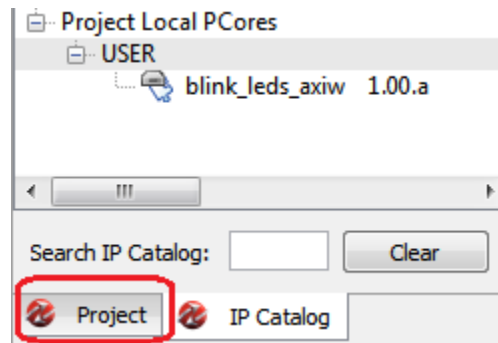 Project Local PCores
USER
blink_leds_axiw 1.00.a
Search IP Catalog: Clear
Project IP Catalog